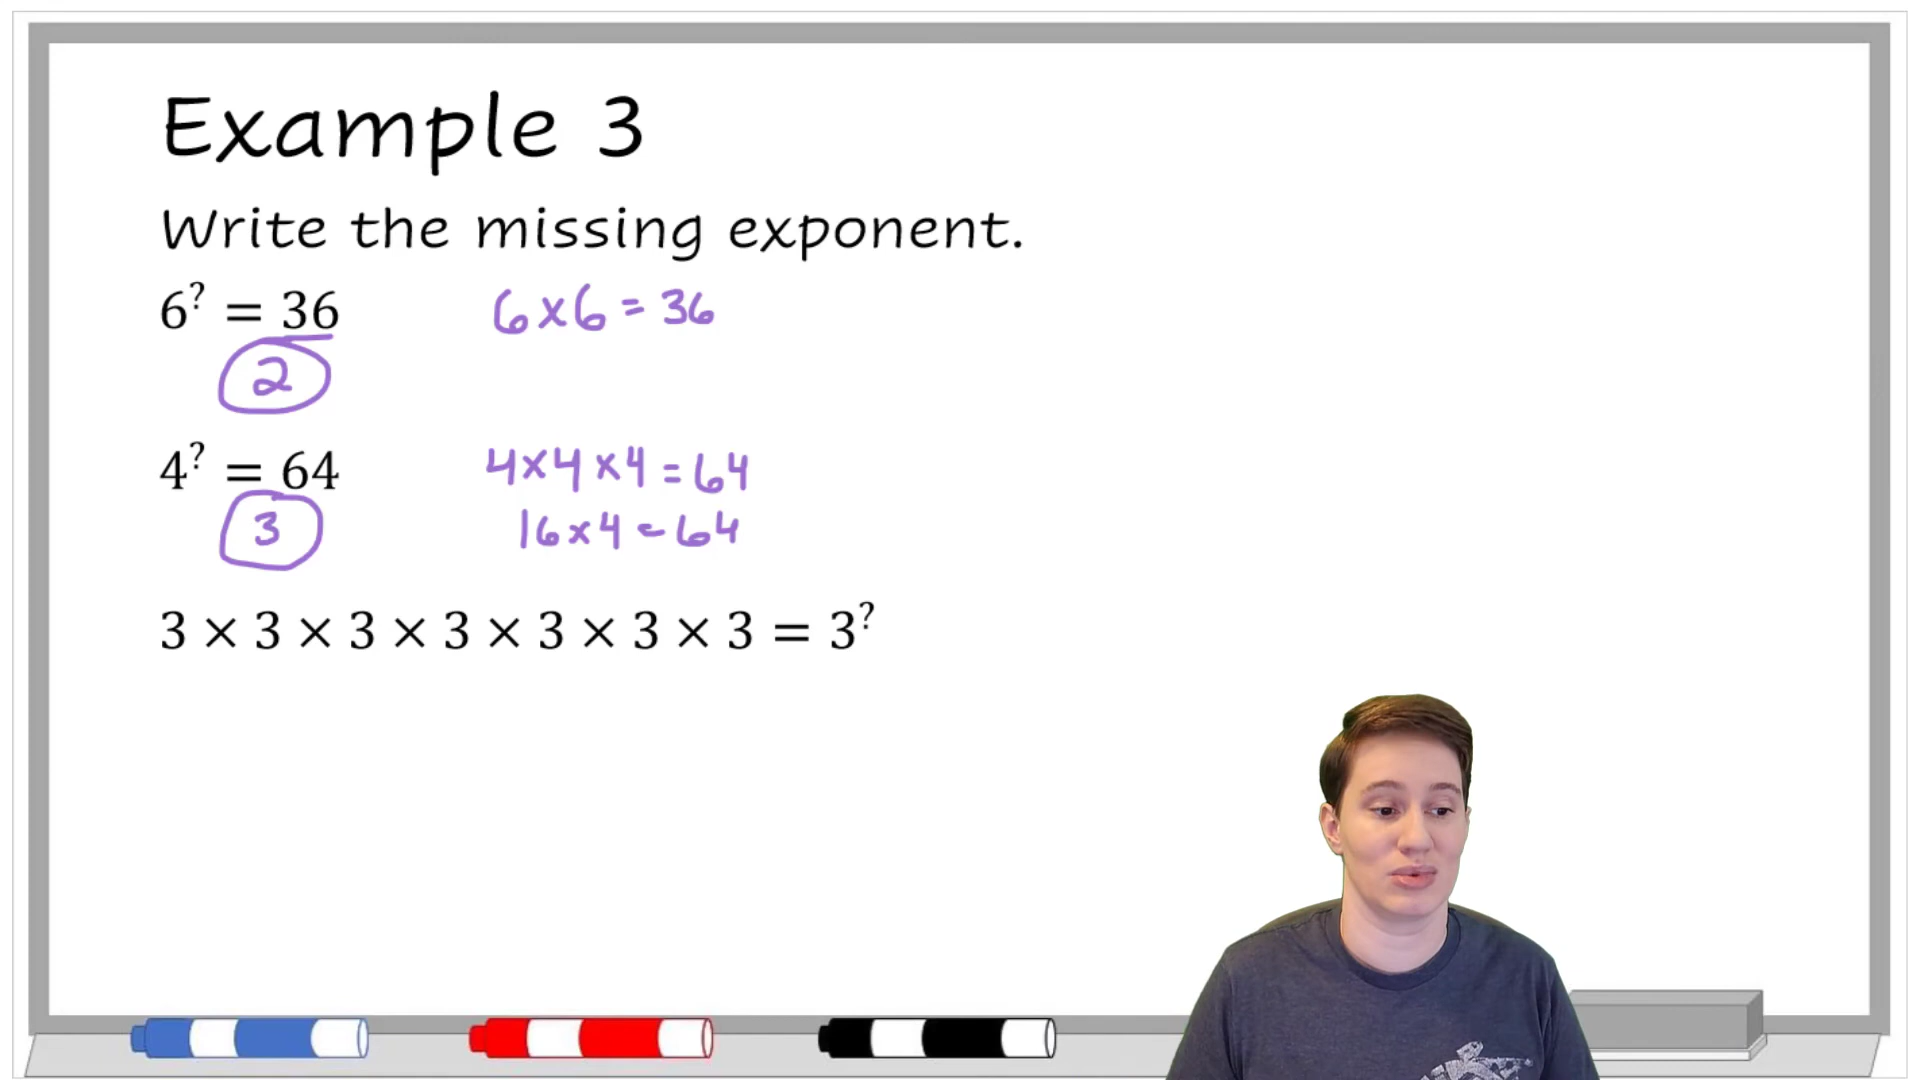 Example 3
Write the missing exponent.
6^? = 36 6×6 = 36
2
4^? = 64 4×4×4 = 64
3 16×4 = 64
3 × 3 × 3 × 3 × 3 × 3 × 3 = 3^?